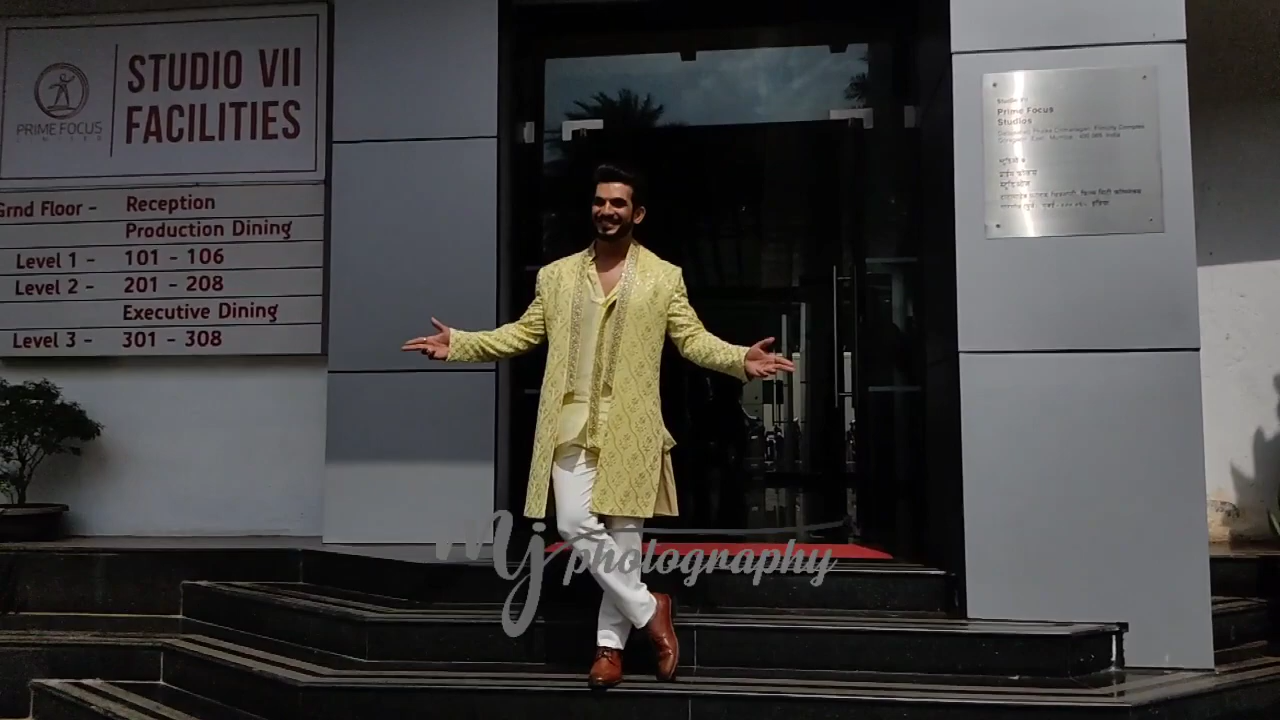 PRIME FOCUS
LIMITED
STUDIO VII
FACILITIES
Grnd Floor - Reception
Production Dining
Level 1 - 101 - 106
Level 2 - 201 - 208
Executive Dining
Level 3 - 301 - 308
Prime Focus
Studios
स्टूडिओ
Mj photography